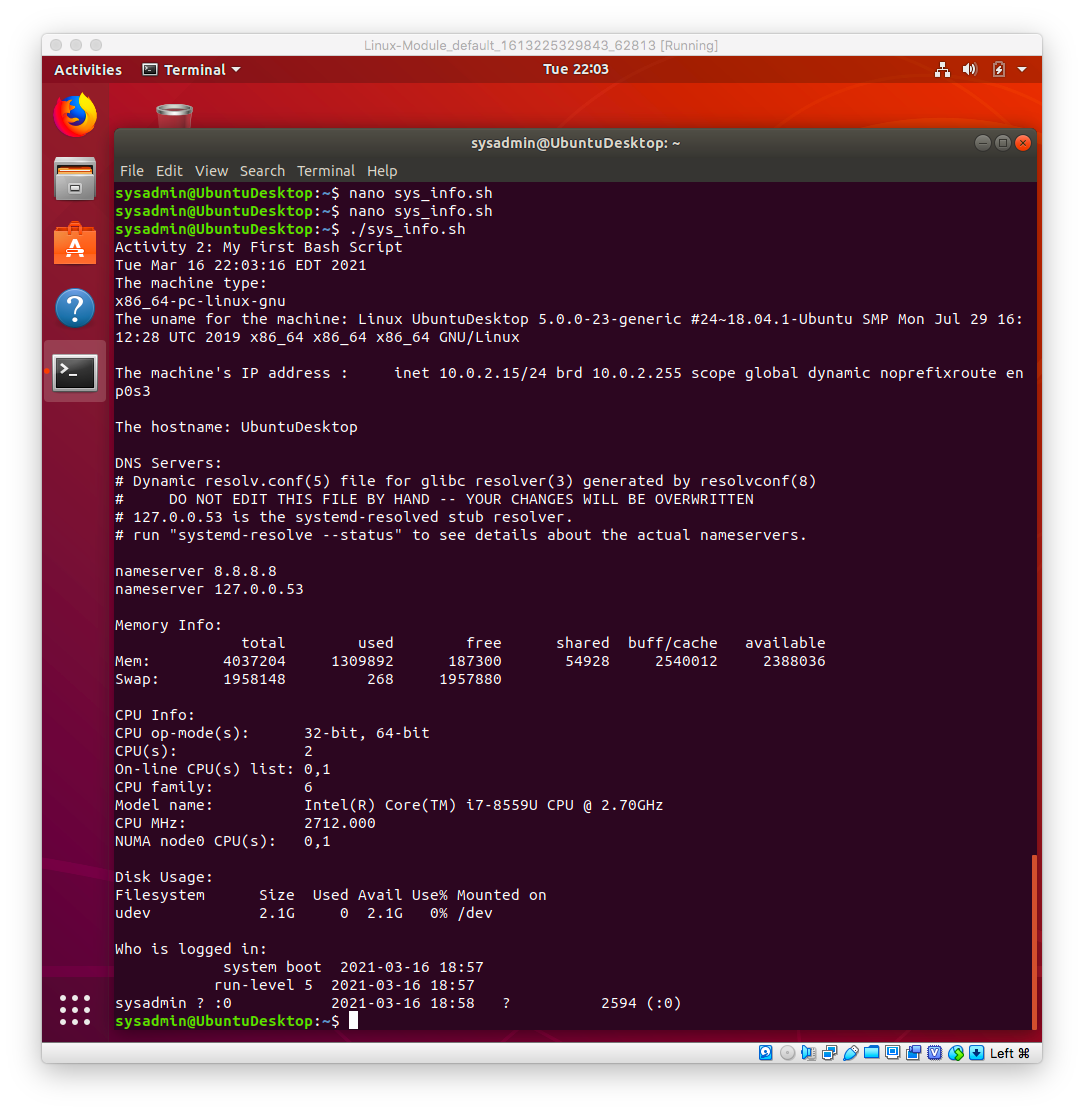 Linux-Module_default_1613225329843_62813 [Running]
Activities Terminal Tue 22:03
sysadmin@UbuntuDesktop: ~
File Edit View Search Terminal Help
sysadmin@UbuntuDesktop:~$ nano sys_info.sh
sysadmin@UbuntuDesktop:~$ nano sys_info.sh
sysadmin@UbuntuDesktop:~$ ./sys_info.sh
Activity 2: My First Bash Script
Tue Mar 16 22:03:16 EDT 2021
The machine type:
x86_64-pc-linux-gnu
The uname for the machine: Linux UbuntuDesktop 5.0.0-23-generic #24~18.04.1-Ubuntu SMP Mon Jul 29 16:
12:28 UTC 2019 x86_64 x86_64 x86_64 GNU/Linux
The machine's IP address :     inet 10.0.2.15/24 brd 10.0.2.255 scope global dynamic noprefixroute en
p0s3
The hostname: UbuntuDesktop
DNS Servers:
# Dynamic resolv.conf(5) file for glibc resolver(3) generated by resolvconf(8)
#     DO NOT EDIT THIS FILE BY HAND -- YOUR CHANGES WILL BE OVERWRITTEN
# 127.0.0.53 is the systemd-resolved stub resolver.
# run "systemd-resolve --status" to see details about the actual nameservers.
nameserver 8.8.8.8
nameserver 127.0.0.53
Memory Info:
              total        used        free      shared  buff/cache   available
Mem:        4037204     1309892      187300       54928     2540012     2388036
Swap:       1958148         268     1957880
CPU Info:
CPU op-mode(s):      32-bit, 64-bit
CPU(s):              2
On-line CPU(s) list: 0,1
CPU family:          6
Model name:          Intel(R) Core(TM) i7-8559U CPU @ 2.70GHz
CPU MHz:             2712.000
NUMA node0 CPU(s):   0,1
Disk Usage:
Filesystem      Size  Used Avail Use% Mounted on
udev            2.1G     0  2.1G   0% /dev
Who is logged in:
            system boot  2021-03-16 18:57
           run-level 5  2021-03-16 18:57
sysadmin ? :0           2021-03-16 18:58   ?          2594 (:0)
sysadmin@UbuntuDesktop:~$
Left ⌘